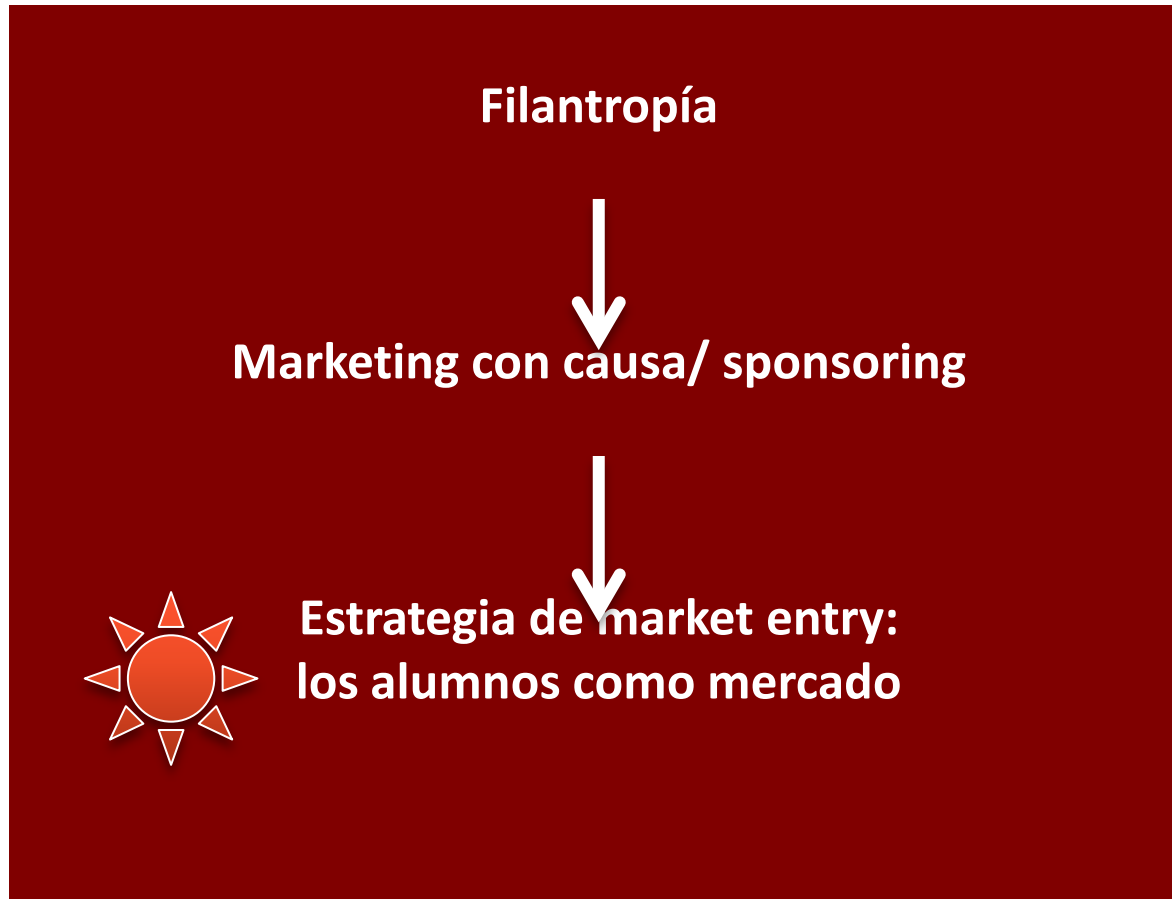 Filantropía
Marketing con causa/ sponsoring
Estrategia de market entry:
los alumnos como mercado